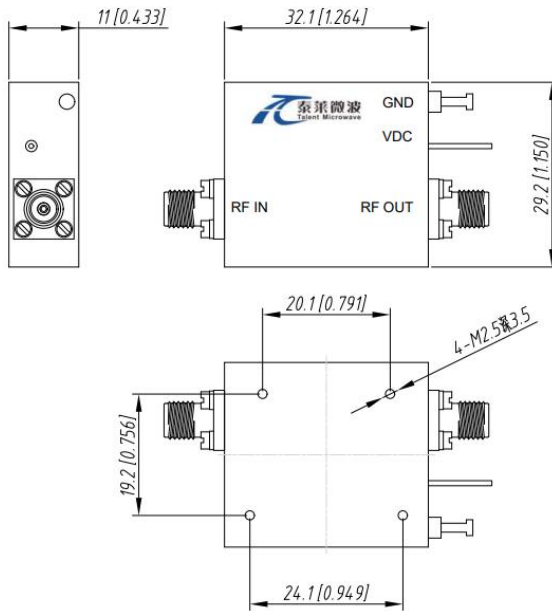 11 [0.433]
32.1 [1.264]
泰莱微波
Talent Microwave
GND
VDC
RF IN
RF OUT
29.2 [1.150]
20.1 [0.791]
4-M2.5深3.5
19.2 [0.756]
24.1 [0.949]